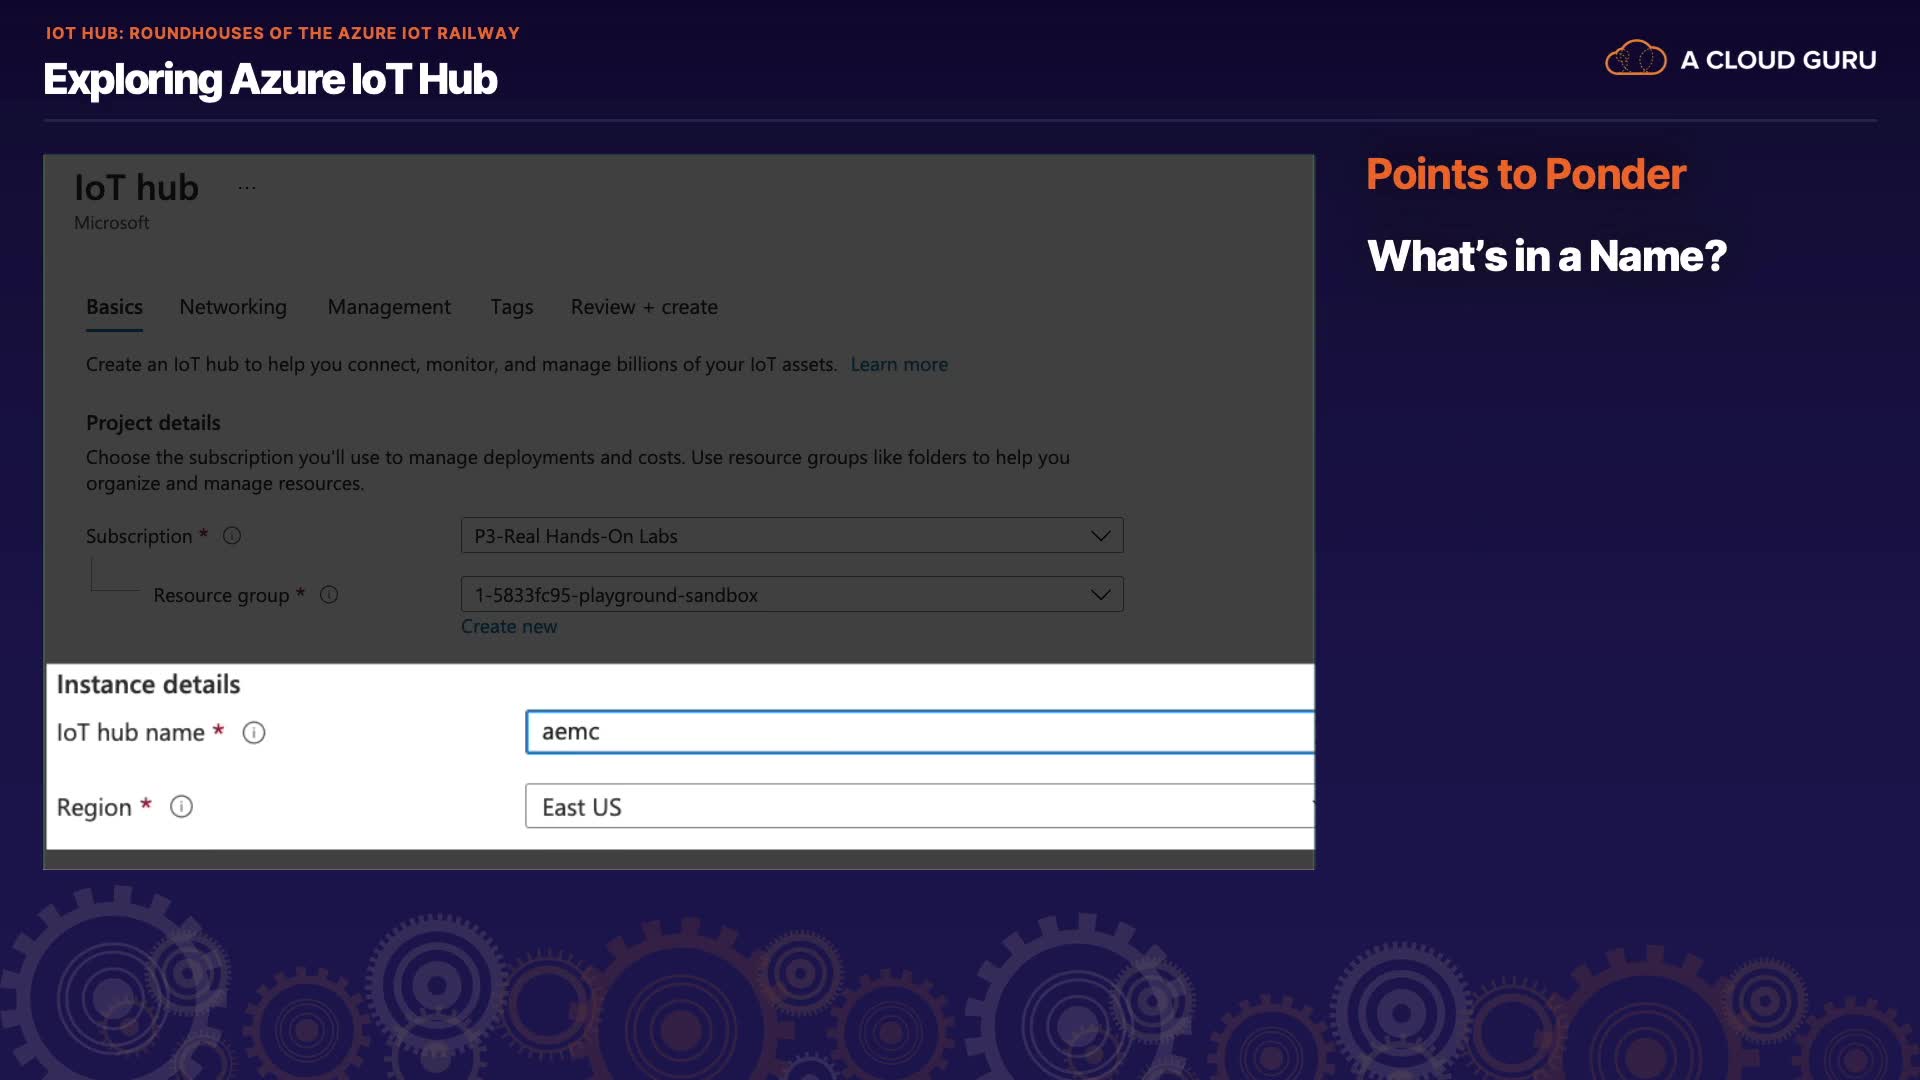 IOT HUB: ROUNDHOUSES OF THE AZURE IOT RAILWAY
Exploring Azure IoT Hub
A CLOUD GURU
IoT hub ...
Microsoft
Basics Networking Management Tags Review + create
Create an IoT hub to help you connect, monitor, and manage billions of your IoT assets. Learn more
Project details
Choose the subscription you'll use to manage deployments and costs. Use resource groups like folders to help you
organize and manage resources.
Subscription * P3-Real Hands-On Labs
Resource group * 1-5833fc95-playground-sandbox
Create new
Instance details
IoT hub name * aemc
Region * East US
Points to Ponder
What's in a Name?